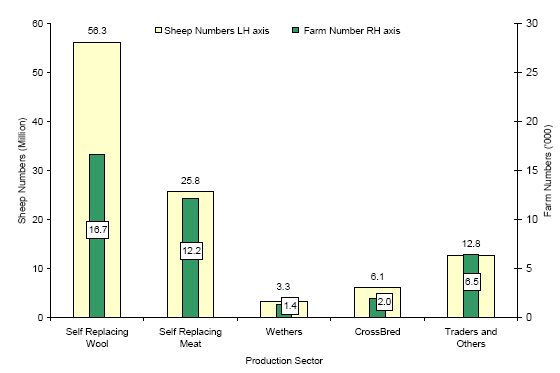 Sheep Numbers LH axis
Farm Number RH axis
Sheep Numbers (Million)
60
50
40
30
20
10
0
56.3
16.7
25.8
12.2
3.3
1.4
6.1
2.0
12.8
6.5
30
25
20
15
10
5
0
Farm Numbers ('000)
Self Replacing
Wool
Self Replacing
Meat
Wethers
CrossBred
Traders and
Others
Production Sector